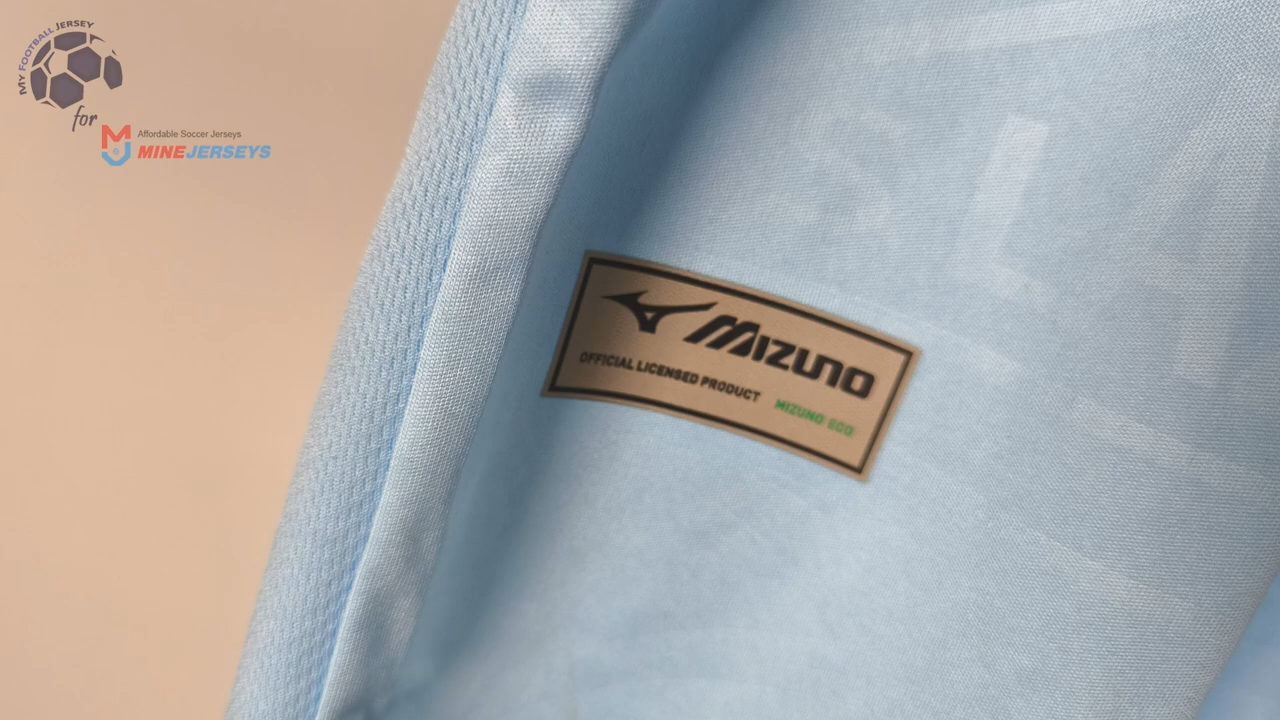 MY FOOTBALL JERSEY
for
Affordable Soccer Jerseys
MINEJERSEYS
MIZUNO
OFFICIAL LICENSED PRODUCT
MIZUNO ECO